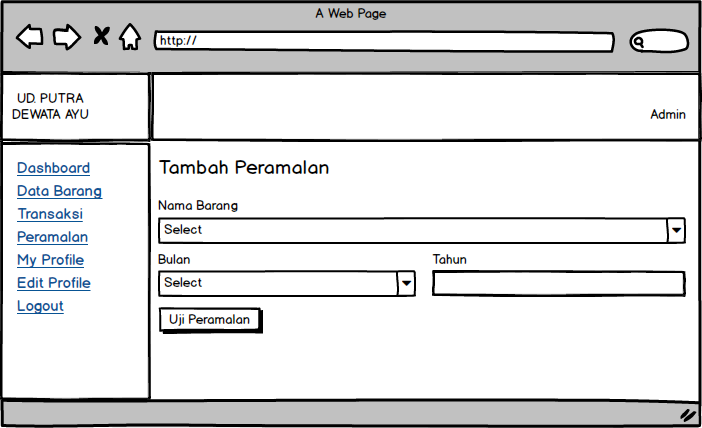 A Web Page
http://
UD. PUTRA
DEWATA AYU
Admin
Dashboard
Data Barang
Transaksi
Peramalan
My Profile
Edit Profile
Logout
Tambah Peramalan
Nama Barang
Select
Bulan
Tahun
Select
Uji Peramalan